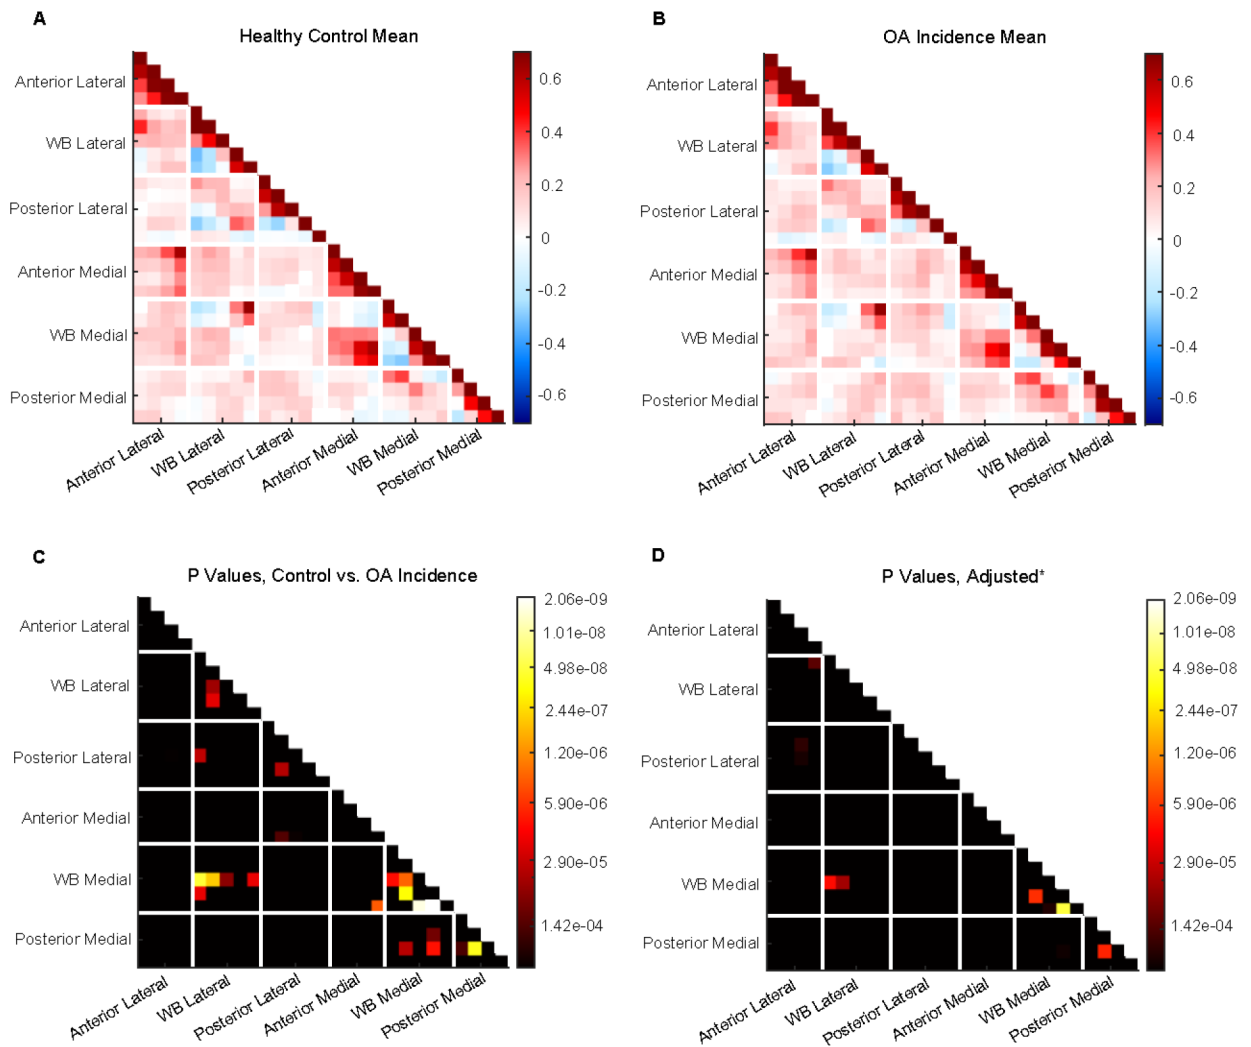 A
Healthy Control Mean
Anterior Lateral
WB Lateral
Posterior Lateral
Anterior Medial
WB Medial
Posterior Medial
0.6
0.4
0.2
0
-0.2
-0.4
-0.6
Anterior Lateral
WB Lateral
Posterior Lateral
Anterior Medial
WB Medial
Posterior Medial
B
OA Incidence Mean
Anterior Lateral
WB Lateral
Posterior Lateral
Anterior Medial
WB Medial
Posterior Medial
0.6
0.4
0.2
0
-0.2
-0.4
-0.6
Anterior Lateral
WB Lateral
Posterior Lateral
Anterior Medial
WB Medial
Posterior Medial
C
P Values, Control vs. OA Incidence
Anterior Lateral
WB Lateral
Posterior Lateral
Anterior Medial
WB Medial
Posterior Medial
2.06e-09
1.01e-08
4.98e-08
2.44e-07
1.20e-06
5.90e-06
2.90e-05
1.42e-04
Anterior Lateral
WB Lateral
Posterior Lateral
Anterior Medial
WB Medial
Posterior Medial
D
P Values, Adjusted*
Anterior Lateral
WB Lateral
Posterior Lateral
Anterior Medial
WB Medial
Posterior Medial
2.06e-09
1.01e-08
4.98e-08
2.44e-07
1.20e-06
5.90e-06
2.90e-05
1.42e-04
Anterior Lateral
WB Lateral
Posterior Lateral
Anterior Medial
WB Medial
Posterior Medial